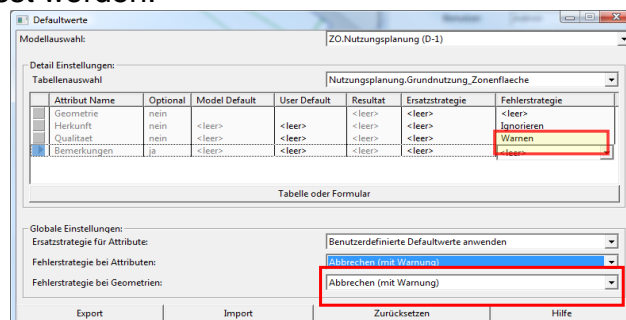 werden.
Defaultwerte
Modellauswahl: ZO.Nutzungsplanung (D-1)
Detail Einstellungen:
Tabellenauswahl Nutzungsplanung.Grundnutzung_Zonenflaeche
Attribut Name Optional Model Default User Default Resultat Ersatzstrategie Fehlerstrategie
Geometrie nein <leer> <leer> <leer>
Herkunft nein <leer> <leer> <leer> <leer> Ignorieren
Qualitaet nein <leer> <leer> <leer> <leer> Warnen
Bemerkungen ja <leer> <leer> <leer> <leer> <leer>
Tabelle oder Formular
Globale Einstellungen:
Ersatzstrategie für Attribute: Benutzerdefinierte Defaultwerte anwenden
Fehlerstrategie bei Attributen: Abbrechen (mit Warnung)
Fehlerstrategie bei Geometrien: Abbrechen (mit Warnung)
Export Import Zurücksetzen Hilfe